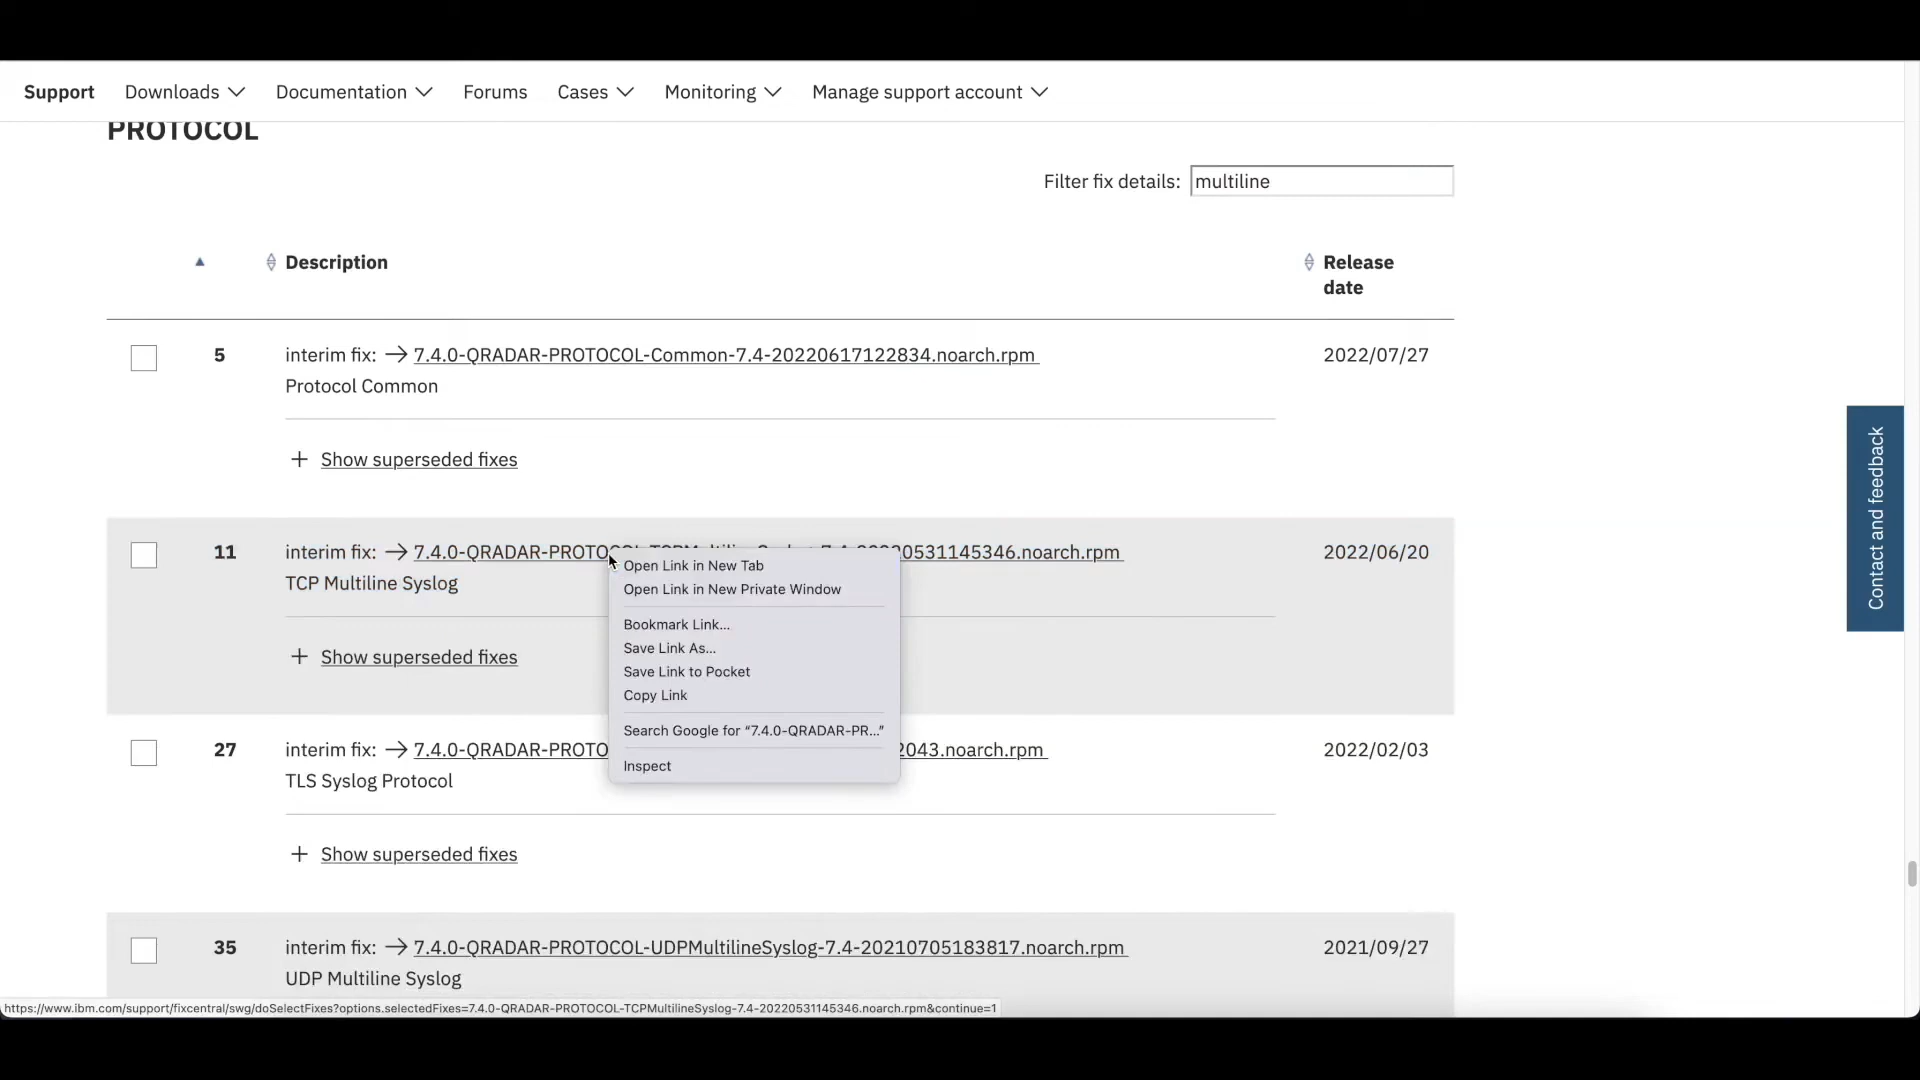 Support Downloads Documentation Forums Cases Monitoring Manage support account
PROTOCOL
Filter fix details: multiline
Description Release
date
5 interim fix: → 7.4.0-QRADAR-PROTOCOL-Common-7.4-20220617122834.noarch.rpm 2022/07/27
Protocol Common
+ Show superseded fixes
11 interim fix: → 7.4.0-QRADAR-PROTOCOL-TCPMultilineSyslog-7.4-20220531145346.noarch.rpm 2022/06/20
TCP Multiline Syslog
+ Show superseded fixes
Open Link in New Tab
Open Link in New Private Window
Bookmark Link...
Save Link As...
Save Link to Pocket
Copy Link
Search Google for “7.4.0-QRADAR-PR...”
Inspect
27 interim fix: → 7.4.0-QRADAR-PROTO 2043.noarch.rpm 2022/02/03
TLS Syslog Protocol
+ Show superseded fixes
35 interim fix: → 7.4.0-QRADAR-PROTOCOL-UDPMultilineSyslog-7.4-20210705183817.noarch.rpm 2021/09/27
UDP Multiline Syslog
https://www.ibm.com/support/fixcentral/swg/doSelectFixes?options.selectedFixes=7.4.0-QRADAR-PROTOCOL-TCPMultilineSyslog-7.4-20220531145346.noarch.rpm&continue=1
Contact and feedback